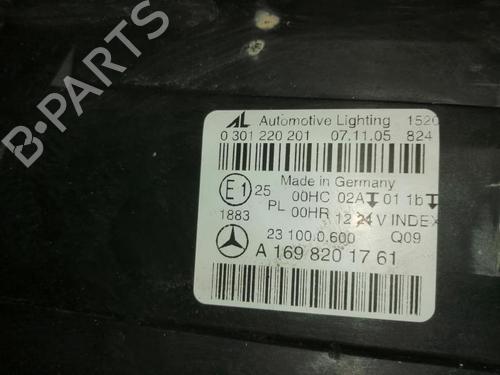 B-PARTS
AL Automotive Lighting 152
0 301 220 201 07.11.05 824
Made in Germany
E1 25 00HC 02A 01 1b
PL 00HR 12 24 V INDEX
1883
23 100.0.600 Q09
A 169 820 17 61